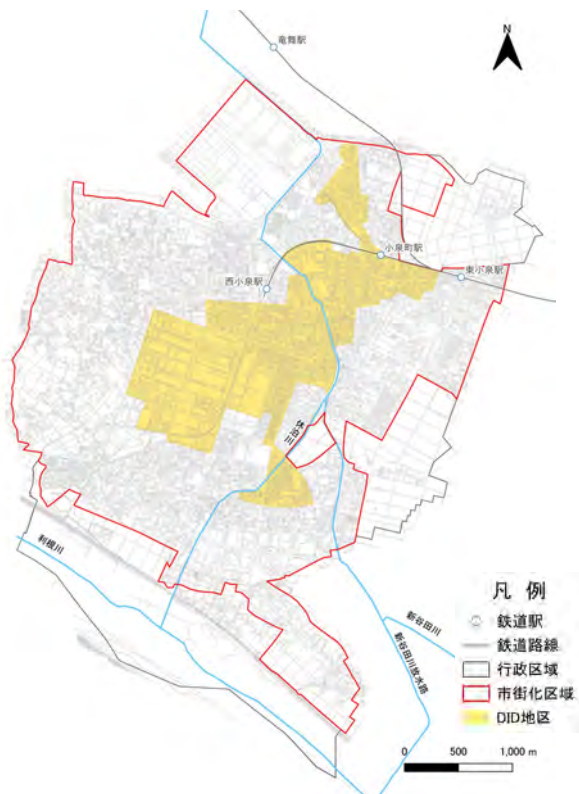 竜舞駅
N
小泉町駅
東小泉駅
西小泉駅
休泊川
利根川
新谷田川
新谷田川放水路
凡 例
鉄道駅
鉄道路線
行政区域
市街化区域
DID地区
0 500 1,000 m